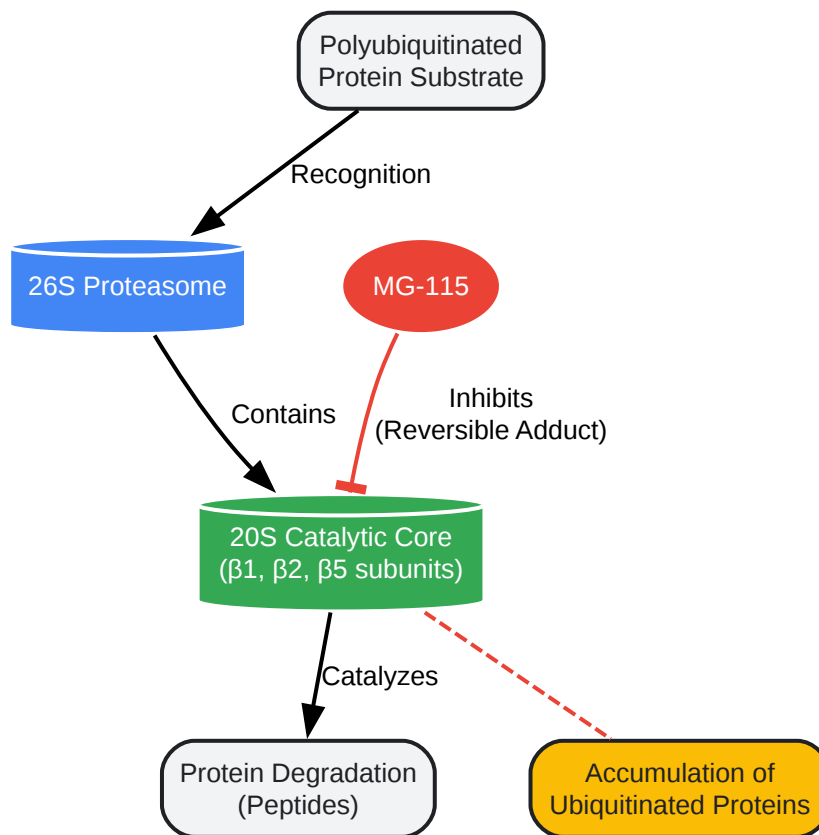 Polyubiquitinated
Protein Substrate
Recognition
26S Proteasome
MG-115
Contains
Inhibits
(Reversible Adduct)
20S Catalytic Core
(β1, β2, β5 subunits)
Catalyzes
Protein Degradation
(Peptides)
Accumulation of
Ubiquitinated Proteins